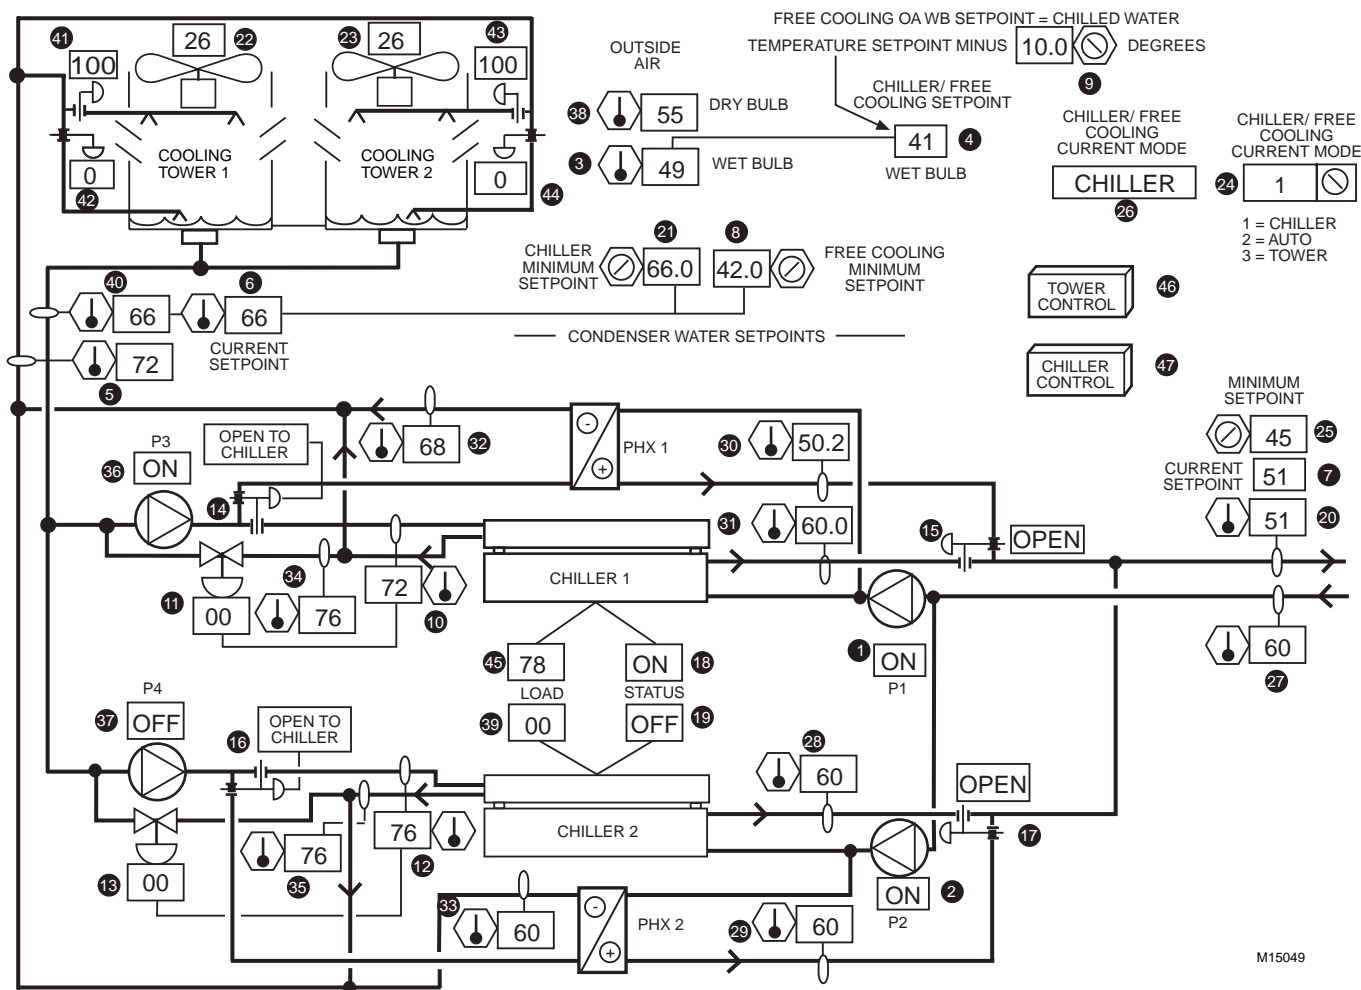 FREE COOLING OA WB SETPOINT = CHILLED WATER
TEMPERATURE SETPOINT MINUS 10.0 DEGREES
9
41
100
26
22
23
26
43
100
OUTSIDE
AIR
38
55
DRY BULB
3
49
WET BULB
CHILLER/ FREE
COOLING SETPOINT
41
4
WET BULB
CHILLER/ FREE
COOLING
CURRENT MODE
CHILLER
26
CHILLER/ FREE
COOLING
CURRENT MODE
24
1
1 = CHILLER
2 = AUTO
3 = TOWER
COOLING
TOWER 1
COOLING
TOWER 2
0
42
0
44
21
8
CHILLER
MINIMUM
SETPOINT
66.0
42.0
FREE COOLING
MINIMUM
SETPOINT
CONDENSER WATER SETPOINTS
TOWER
CONTROL
46
CHILLER
CONTROL
47
40
66
6
66
CURRENT
SETPOINT
72
5
MINIMUM
SETPOINT
45
25
CURRENT
SETPOINT
51
7
51
20
P3
ON
36
OPEN TO
CHILLER
14
68
32
-
+
PHX 1
30
50.2
31
60.0
15
OPEN
34
11
00
76
72
10
CHILLER 1
1
ON
P1
60
27
45
78
LOAD
39
00
ON
18
STATUS
OFF
19
P4
37
OFF
16
OPEN TO
CHILLER
28
60
OPEN
17
CHILLER 2
13
00
76
35
76
12
ON
2
P2
33
60
-
+
PHX 2
29
60
M15049